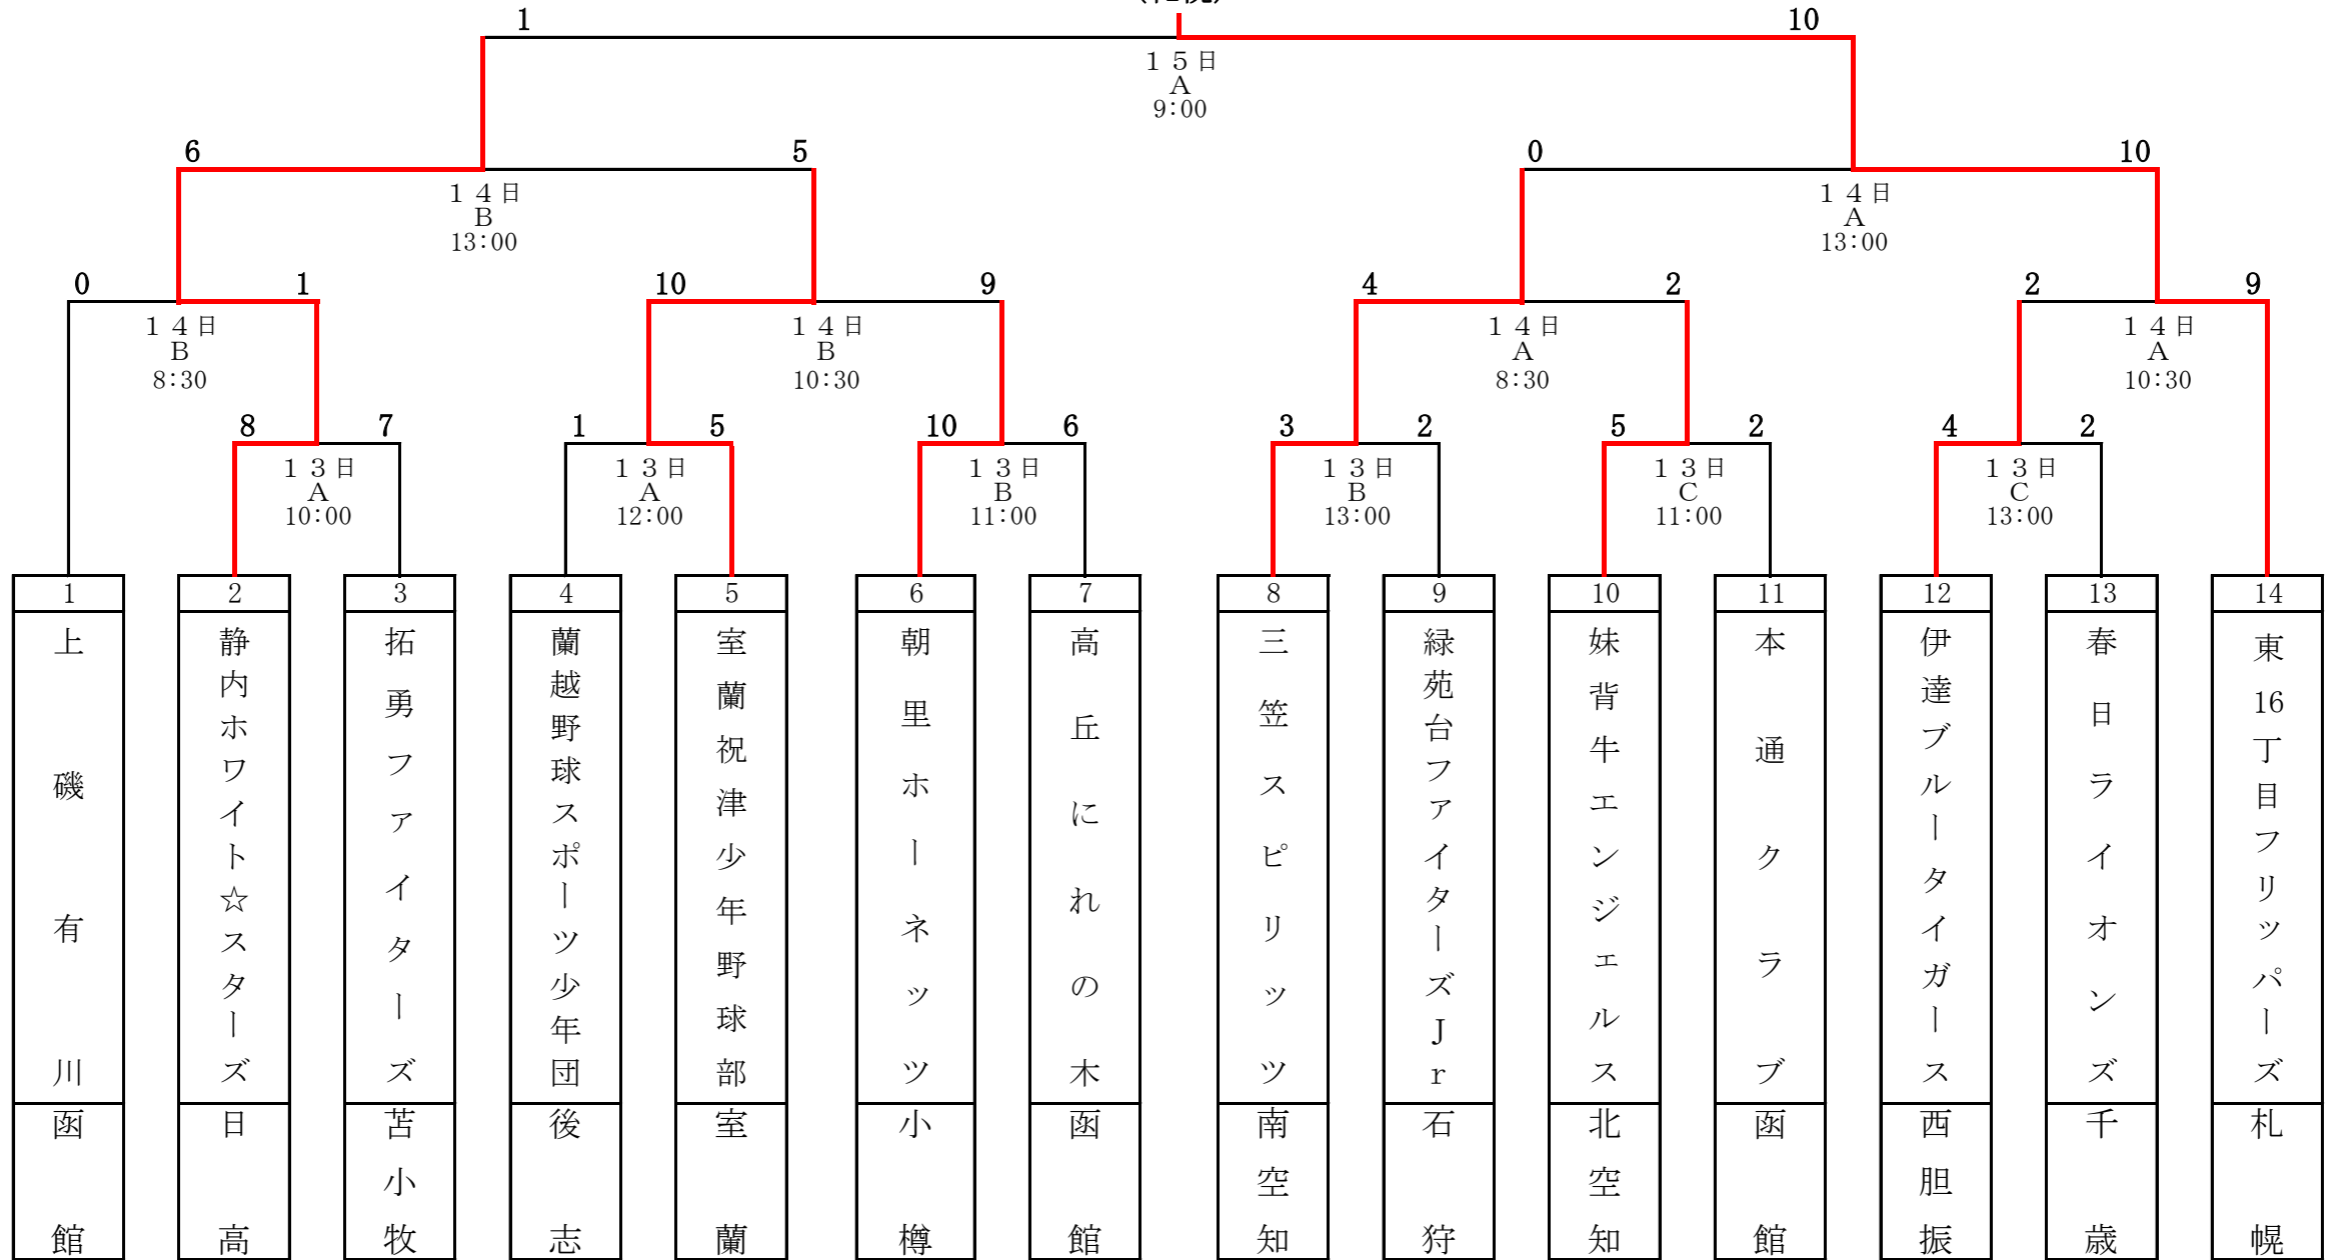 1
10
１５日
A
9:00
6
5
0
10
１４日
B
13:00
１４日
A
13:00
0
1
10
9
4
2
2
9
１４日
B
8:30
１４日
B
10:30
１４日
A
8:30
１４日
A
10:30
8
7
1
5
10
6
3
2
5
2
4
2
１３日
A
10:00
１３日
A
12:00
１３日
B
11:00
１３日
B
13:00
１３日
C
11:00
１３日
C
13:00
1
上磯有川
函館
2
静内ホワイト☆スターズ
日高
3
拓勇ファイターズ
苫小牧
4
蘭越野球スポーツ少年団
後志
5
室蘭祝津少年野球部
室蘭
6
朝里ホーネッツ
小樽
7
高丘にれの木
函館
8
三笠スピリッツ
南空知
9
緑苑台ファイターズJr
石狩
10
妹背牛エンジェルス
北空知
11
本通クラブ
函館
12
伊達ブルータイガース
西胆振
13
春日ライオンズ
千歳
14
東16丁目フリッパーズ
札幌